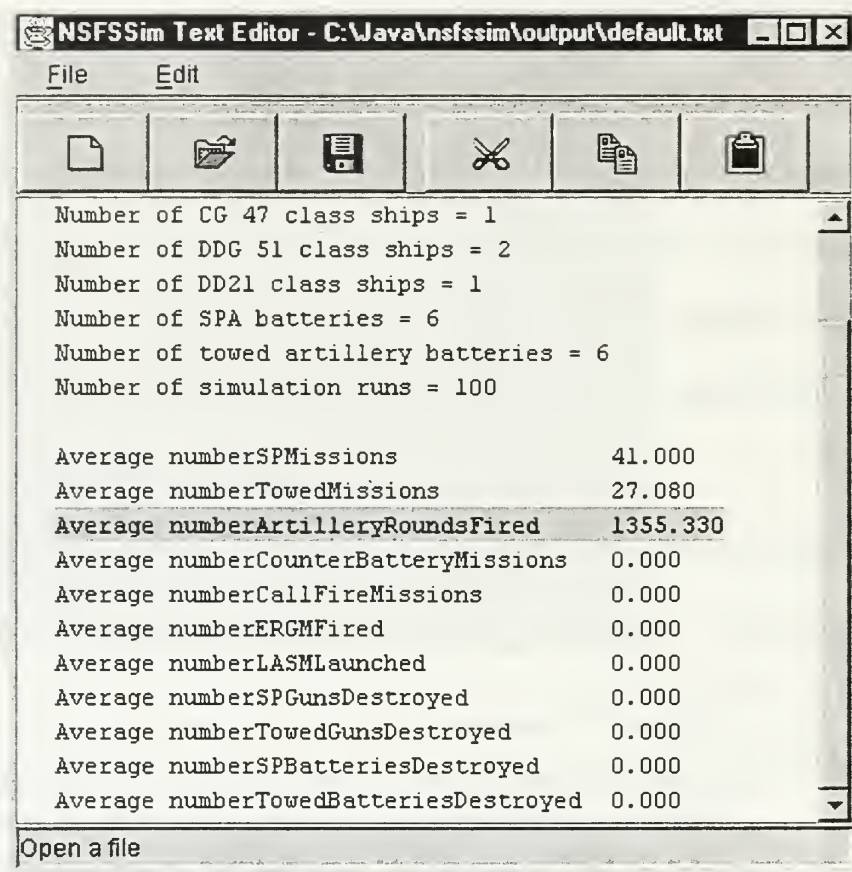 NSFSSim Text Editor - C:\Java\nsfssim\output\default.txt
File Edit
Number of CG 47 class ships = 1
Number of DDG 51 class ships = 2
Number of DD21 class ships = 1
Number of SPA batteries = 6
Number of towed artillery batteries = 6
Number of simulation runs = 100
Average numberSPMissions 41.000
Average numberTowedMissions 27.080
Average numberArtilleryRoundsFired 1355.330
Average numberCounterBatteryMissions 0.000
Average numberCallFireMissions 0.000
Average numberERGMFired 0.000
Average numberLASMLaunched 0.000
Average numberSPGunsDestroyed 0.000
Average numberTowedGunsDestroyed 0.000
Average numberSPBatteriesDestroyed 0.000
Average numberTowedBatteriesDestroyed 0.000
Open a file